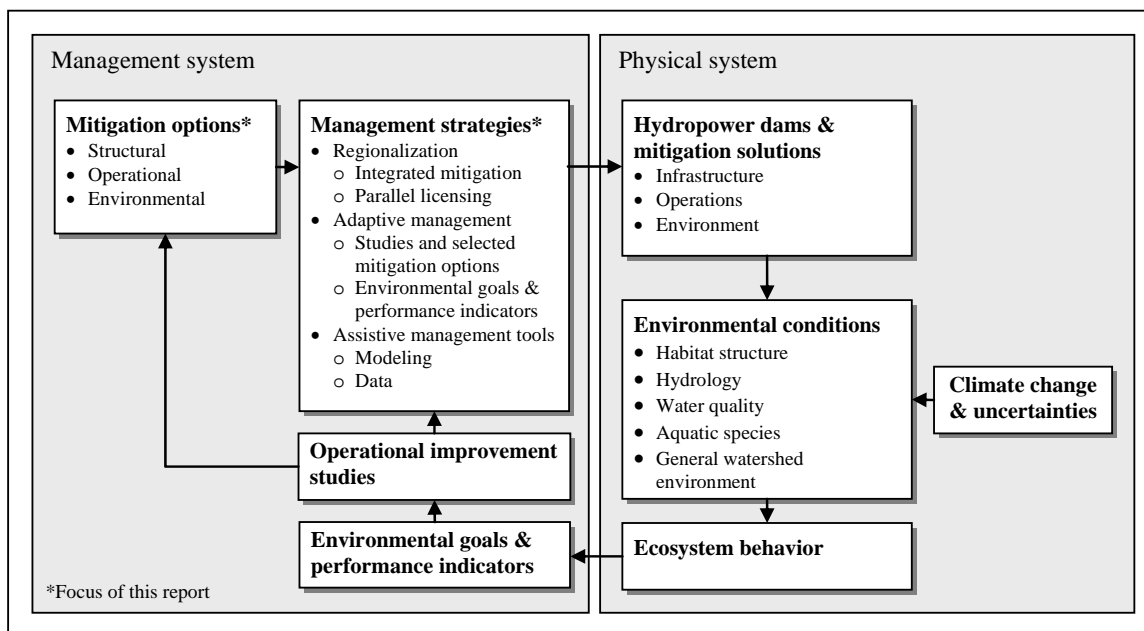 Management system
Mitigation options*
• Structural
• Operational
• Environmental
Management strategies*
• Regionalization
o Integrated mitigation
o Parallel licensing
• Adaptive management
o Studies and selected
mitigation options
o Environmental goals &
performance indicators
• Assistive management tools
o Modeling
o Data
Operational improvement
studies
Environmental goals &
performance indicators
*Focus of this report
Physical system
Hydropower dams &
mitigation solutions
• Infrastructure
• Operations
• Environment
Environmental conditions
• Habitat structure
• Hydrology
• Water quality
• Aquatic species
• General watershed
environment
Climate change
& uncertainties
Ecosystem behavior